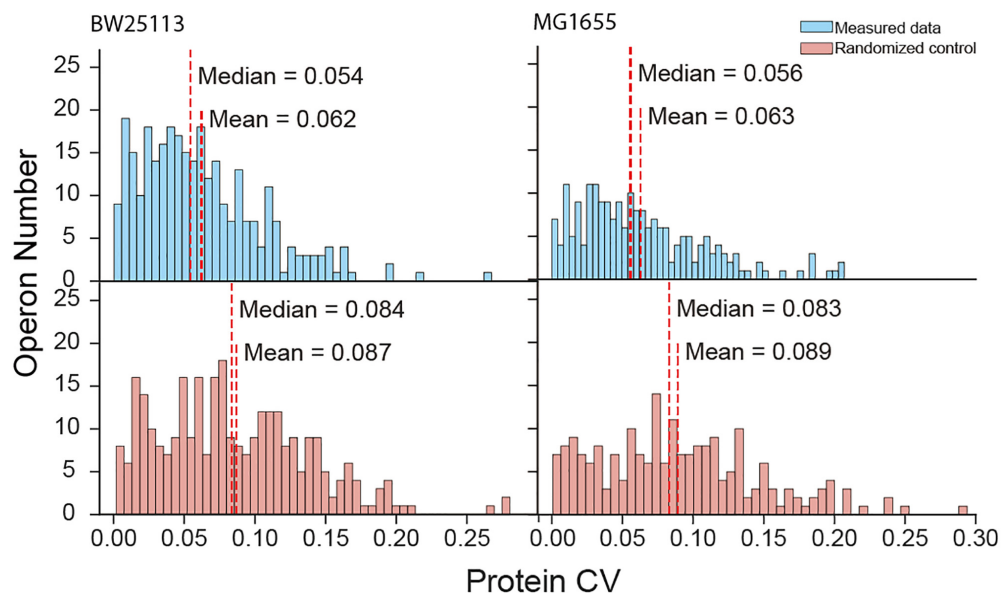 BW25113
MG1655
Measured data
Randomized control
Operon Number
25
20
15
10
5
0
Median = 0.054
Mean = 0.062
Median = 0.056
Mean = 0.063
Operon Number
25
20
15
10
5
0
Median = 0.084
Mean = 0.087
Median = 0.083
Mean = 0.089
0.00 0.05 0.10 0.15 0.20 0.25
0.00 0.05 0.10 0.15 0.20 0.25 0.30
Protein CV